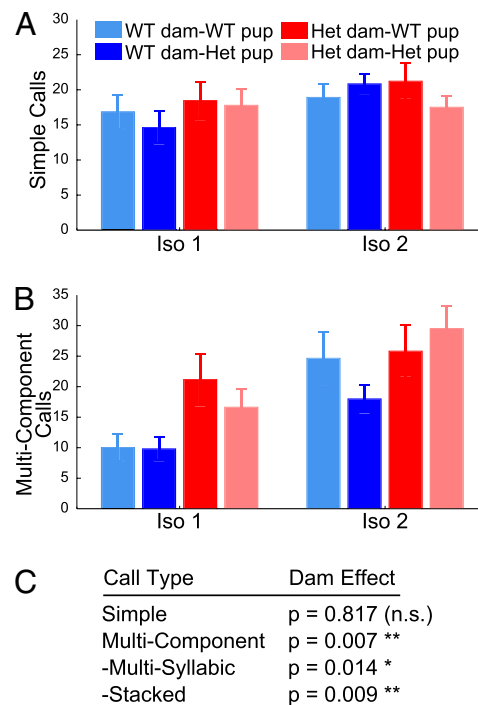 A
WT dam-WT pup Het dam-WT pup
WT dam-Het pup Het dam-Het pup
Simple Calls
30
25
20
15
10
5
0
Iso 1 Iso 2
B
Multi-Component
Calls
35
30
25
20
15
10
5
0
Iso 1 Iso 2
C
Call Type Dam Effect
Simple p = 0.817 (n.s.)
Multi-Component p = 0.007 **
-Multi-Syllabic p = 0.014 *
-Stacked p = 0.009 **